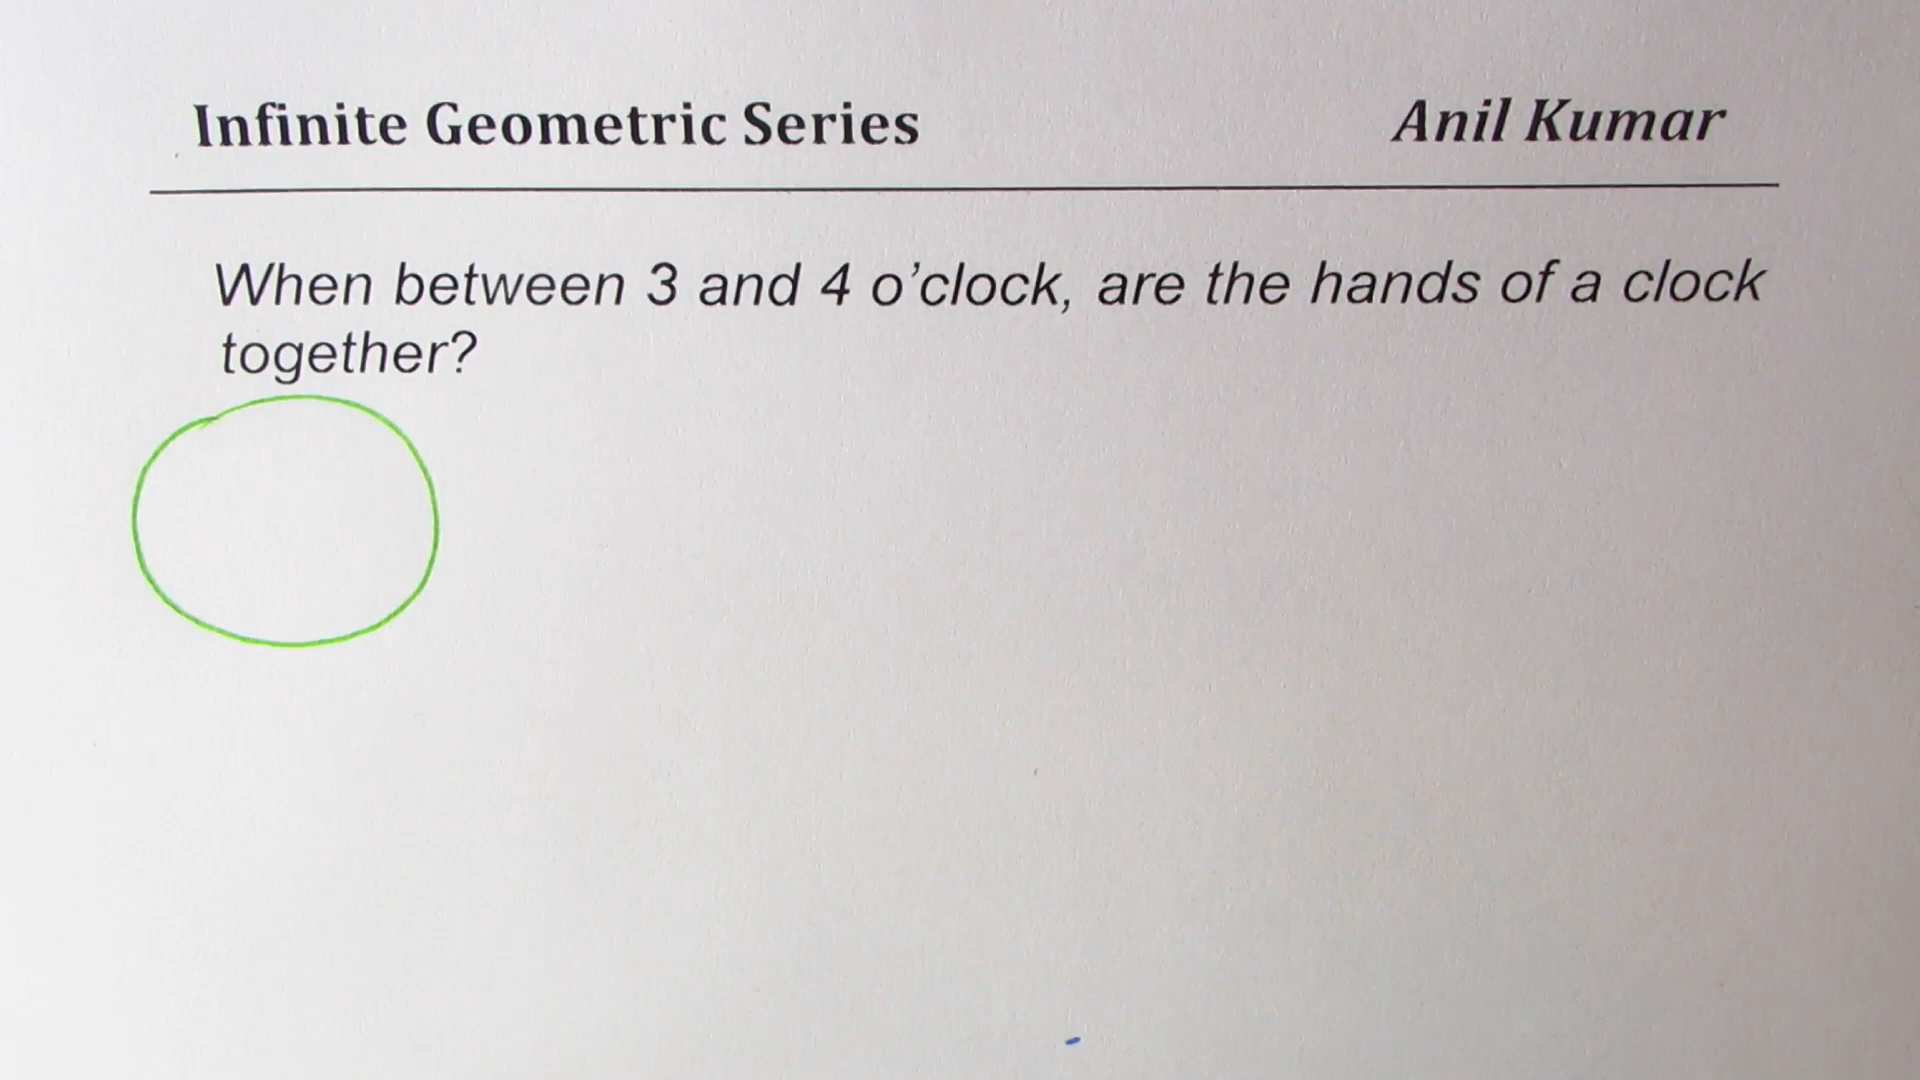 Infinite Geometric Series Anil Kumar
When between 3 and 4 o’clock, are the hands of a clock
together?